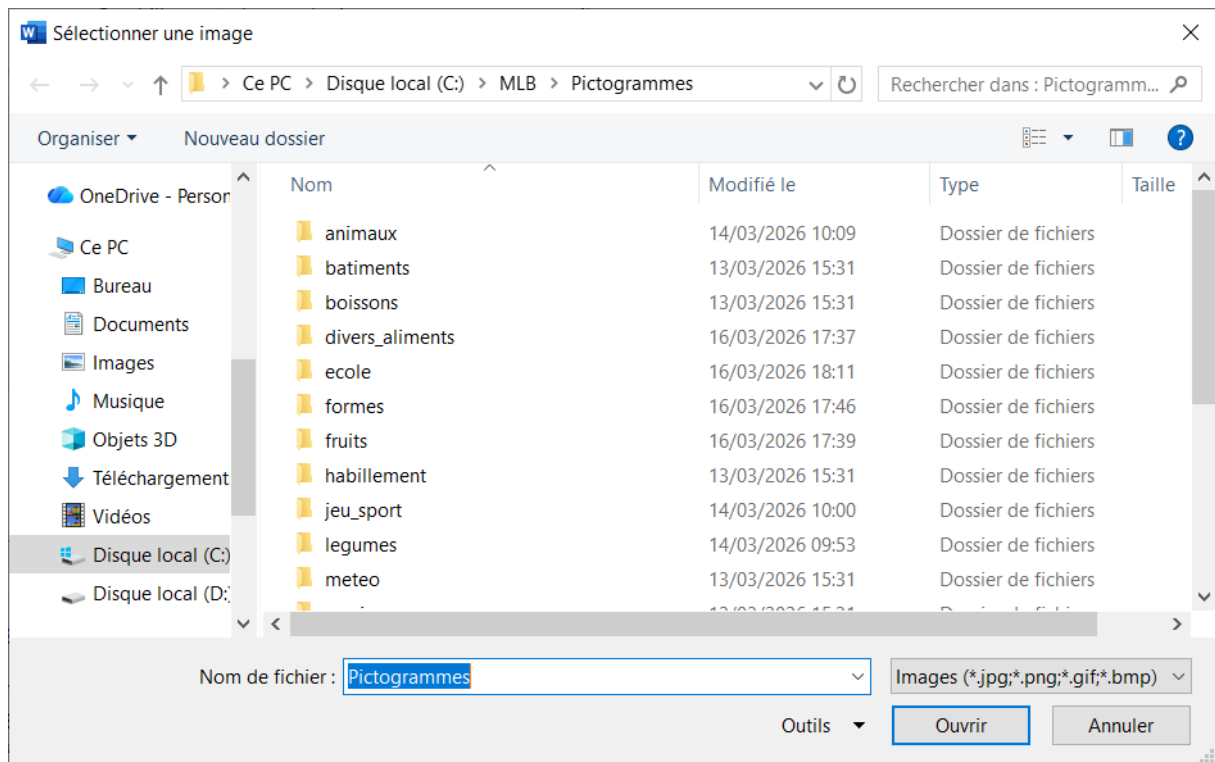 Sélectionner une image
Ce PC > Disque local (C:) > MLB > Pictogrammes
Rechercher dans : Pictogramm...
Organiser
Nouveau dossier
OneDrive - Person
Ce PC
Bureau
Documents
Images
Musique
Objets 3D
Téléchargement
Vidéos
Disque local (C:)
Disque local (D:)
Nom Modifié le Type Taille
animaux 14/03/2026 10:09 Dossier de fichiers
batiments 13/03/2026 15:31 Dossier de fichiers
boissons 13/03/2026 15:31 Dossier de fichiers
divers_aliments 16/03/2026 17:37 Dossier de fichiers
ecole 16/03/2026 18:11 Dossier de fichiers
formes 16/03/2026 17:46 Dossier de fichiers
fruits 16/03/2026 17:39 Dossier de fichiers
habillement 13/03/2026 15:31 Dossier de fichiers
jeu_sport 14/03/2026 10:00 Dossier de fichiers
legumes 14/03/2026 09:53 Dossier de fichiers
meteo 13/03/2026 15:31 Dossier de fichiers
Nom de fichier : Pictogrammes
Images (*.jpg;*.png;*.gif;*.bmp)
Outils
Ouvrir
Annuler